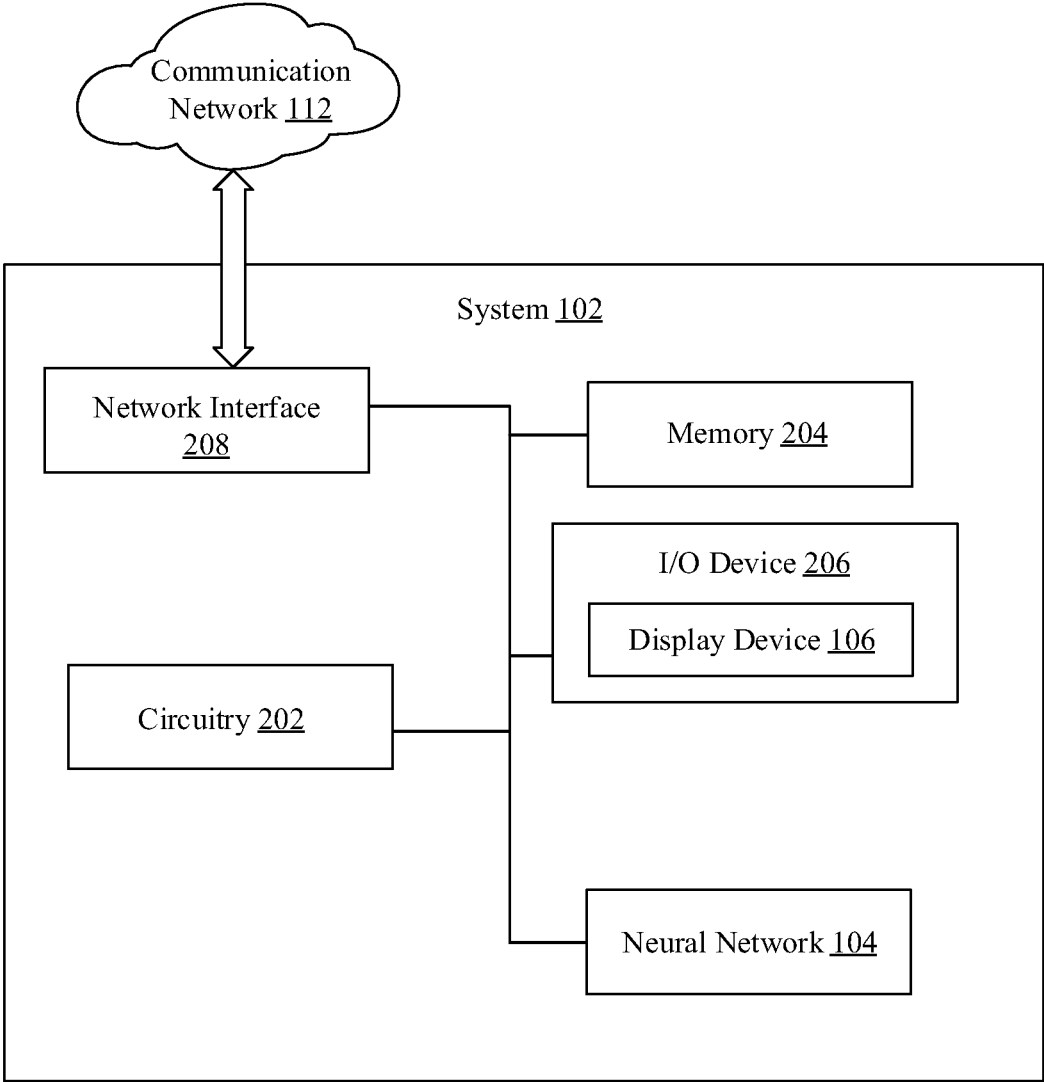 Communication
Network 112
System 102
Network Interface
208
Memory 204
I/O Device 206
Display Device 106
Circuitry 202
Neural Network 104